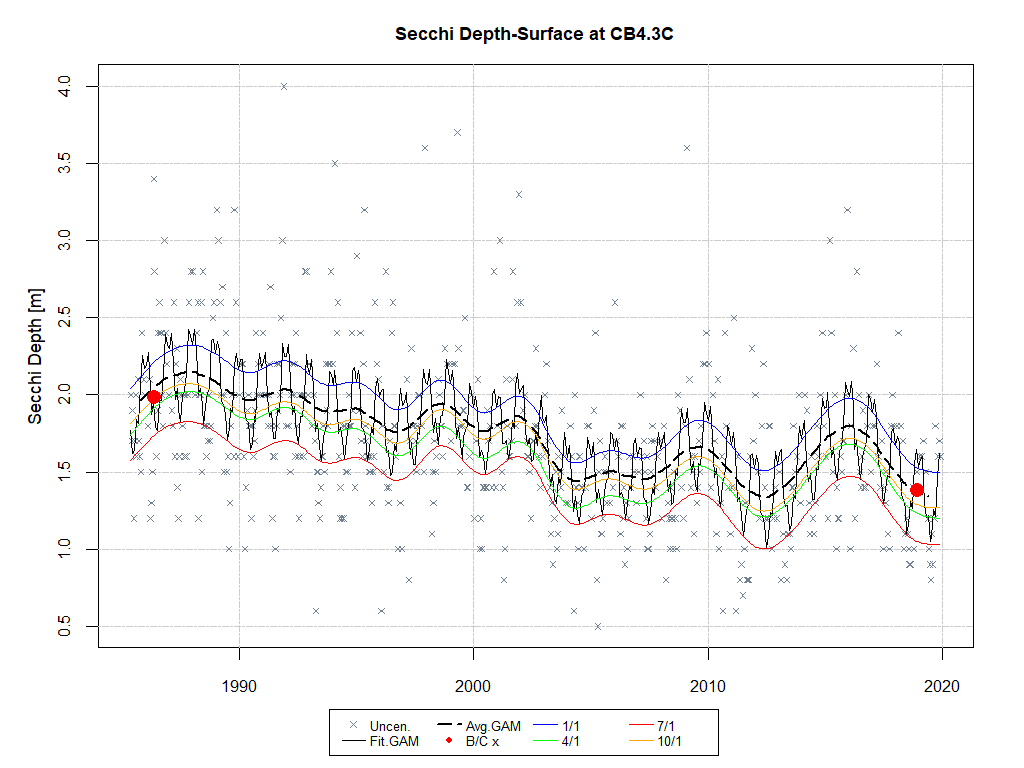 Secchi Depth-Surface at CB4.3C
Secchi Depth [m]
4.0
3.5
3.0
2.5
2.0
1.5
1.0
0.5
1990 2000 2010 2020
Uncen. Avg.GAM 1/1 7/1
Fit.GAM B/C x 4/1 10/1